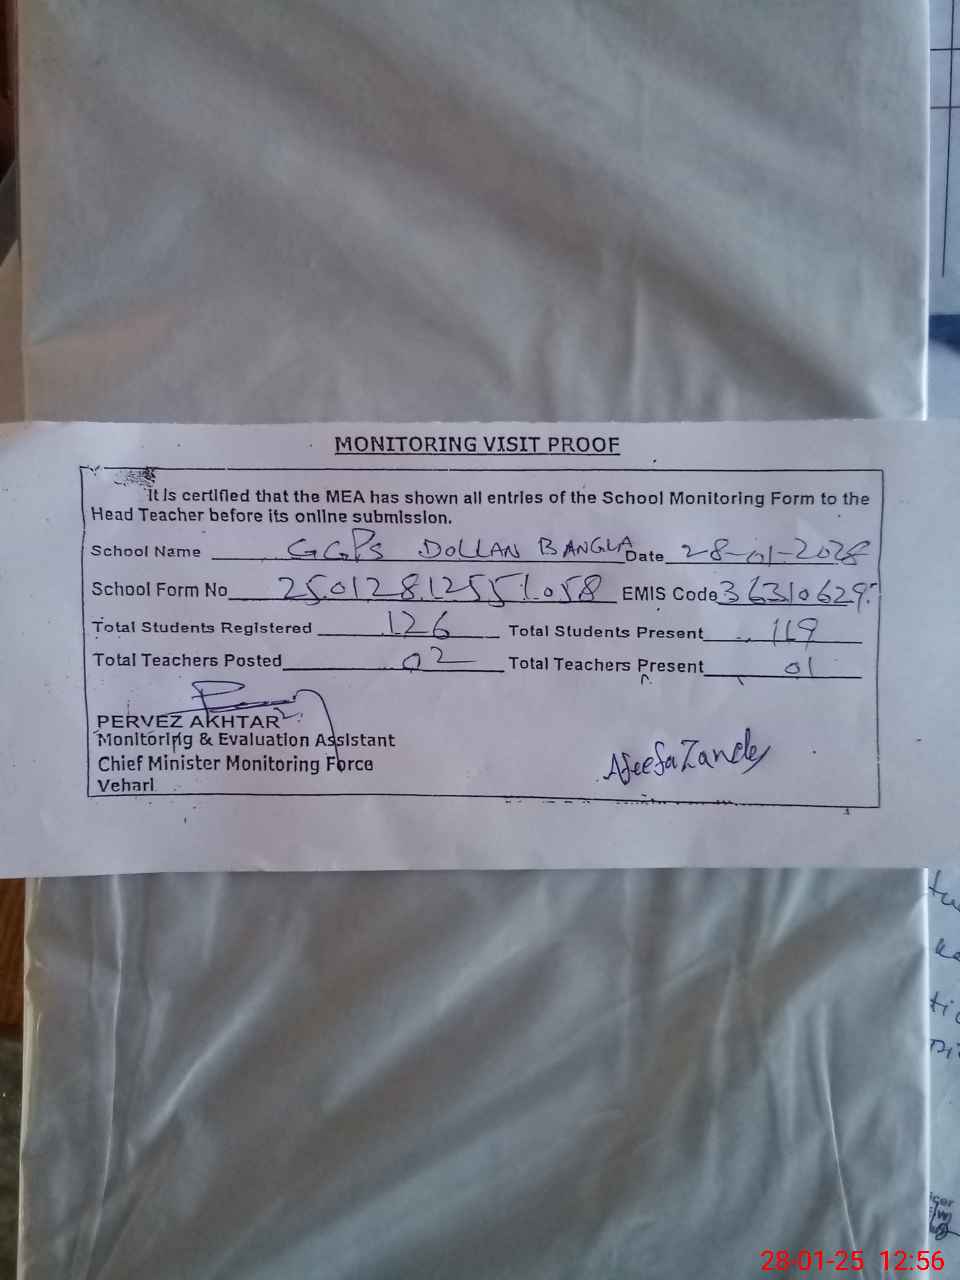 MONITORING VISIT PROOF
It is certified that the MEA has shown all entries of the School Monitoring Form to the
Head Teacher before its online submission.
School Name GGPS DOLLAN BANGLA Date 28-01-2025
School Form No 25012812551058 EMIS Code 36310629
Total Students Registered 126 Total Students Present 119
Total Teachers Posted 02 Total Teachers Present 01
PERVEZ AKHTAR
Monitoring & Evaluation Assistant
Chief Minister Monitoring Force
Vehari
Afeefa
28-01-25 12:56